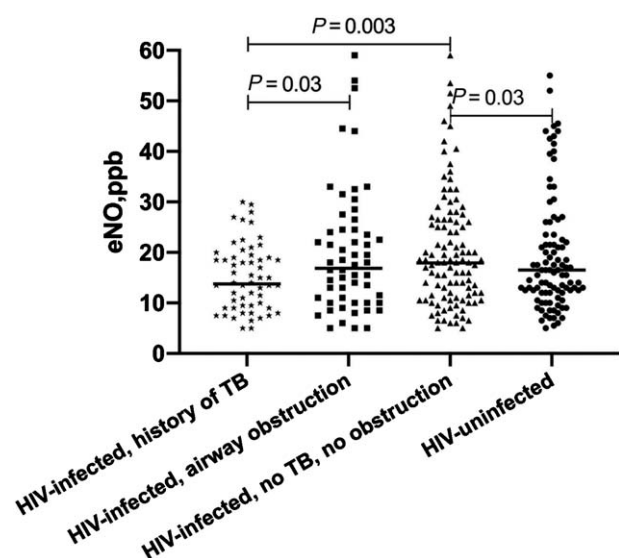 P = 0.003
P = 0.03
P = 0.03
eNO,ppb
60
50
40
30
20
10
0
HIV-infected, history of TB
HIV-infected, airway obstruction
HIV-infected, no TB, no obstruction
HIV-uninfected